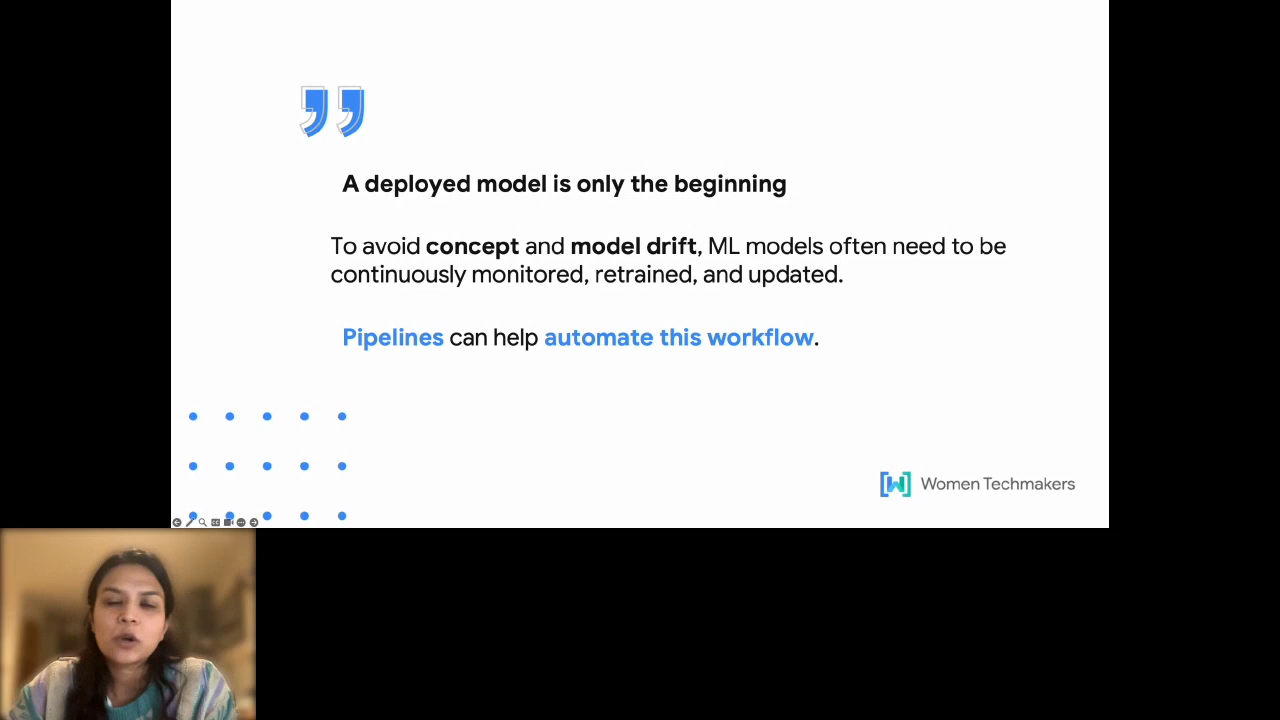 A deployed model is only the beginning
To avoid concept and model drift, ML models often need to be
continuously monitored, retrained, and updated.
Pipelines can help automate this workflow.
Women Techmakers